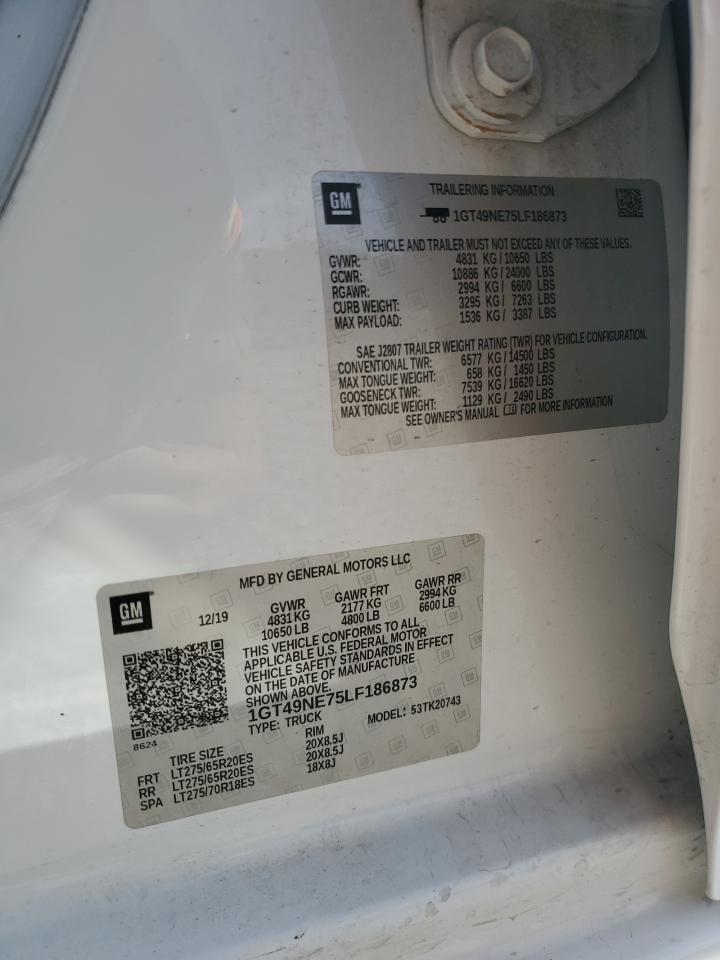 GM
TRAILERING INFORMATION
1GT49NE75LF186873
VEHICLE AND TRAILER MUST NOT EXCEED ANY OF THESE VALUES.
GVWR: 4831 KG / 10650 LBS
GCWR: 10886 KG / 24000 LBS
RGAWR: 2994 KG / 6600 LBS
CURB WEIGHT: 3295 KG / 7263 LBS
MAX PAYLOAD: 1536 KG / 3387 LBS
SAE J2807 TRAILER WEIGHT RATING (TWR) FOR VEHICLE CONFIGURATION.
CONVENTIONAL TWR: 6577 KG / 14500 LBS
MAX TONGUE WEIGHT: 658 KG / 1450 LBS
GOOSENECK TWR: 7539 KG / 16620 LBS
MAX TONGUE WEIGHT: 1129 KG / 2490 LBS
SEE OWNER'S MANUAL FOR MORE INFORMATION
GM
MFD BY GENERAL MOTORS LLC
12/19 GVWR GAWR FRT GAWR RR
4831 KG 2177 KG 2994 KG
10650 LB 4800 LB 6600 LB
THIS VEHICLE CONFORMS TO ALL
APPLICABLE U.S. FEDERAL MOTOR
VEHICLE SAFETY STANDARDS IN EFFECT
ON THE DATE OF MANUFACTURE
SHOWN ABOVE.
1GT49NE75LF186873
TYPE: TRUCK MODEL: 53TK20743
8624
TIRE SIZE RIM
FRT LT275/65R20ES 20X8.5J
RR LT275/65R20ES 20X8.5J
SPA LT275/70R18ES 18X8J